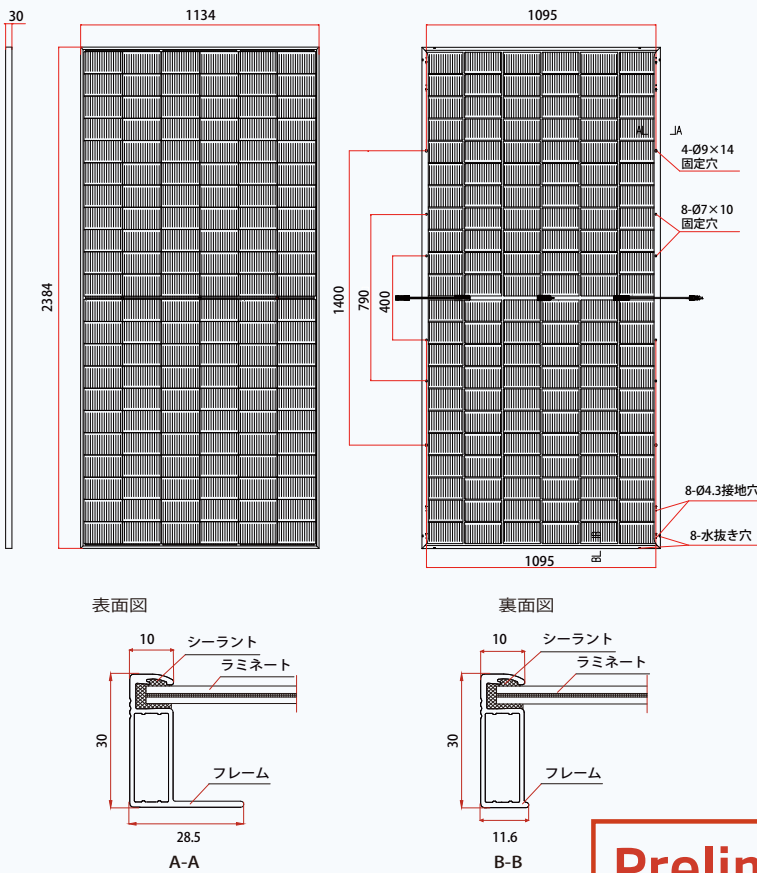 30
1134
1095
2384
1400
790
400
AL
JA
4-Ø9×14
固定穴
8-Ø7×10
固定穴
8-Ø4.3接地穴
8-水抜き穴
BL
1095
表面図
裏面図
10
シーラント
ラミネート
30
フレーム
28.5
A-A
10
シーラント
ラミネート
30
フレーム
11.6
B-B
Prelin